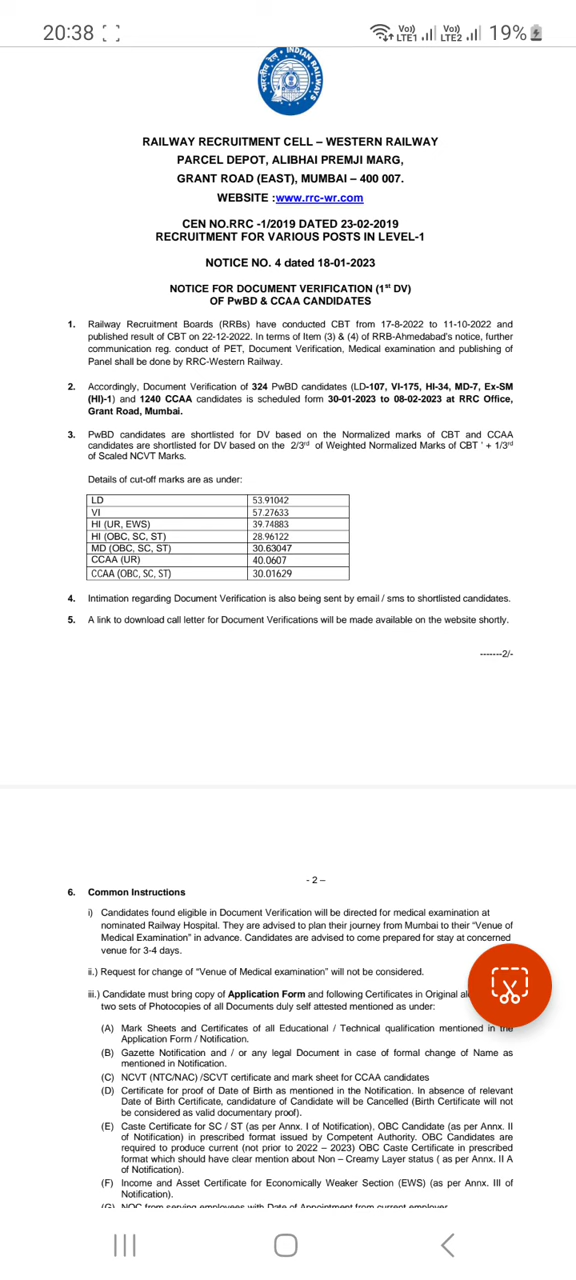 20:38
Vo)) LTE1 Vo)) LTE2 19%
भारतीय रेल INDIAN RAILWAYS
RAILWAY RECRUITMENT CELL – WESTERN RAILWAY
PARCEL DEPOT, ALIBHAI PREMJI MARG,
GRANT ROAD (EAST), MUMBAI – 400 007.
WEBSITE :www.rrc-wr.com
CEN NO.RRC -1/2019 DATED 23-02-2019
RECRUITMENT FOR VARIOUS POSTS IN LEVEL-1
NOTICE NO. 4 dated 18-01-2023
NOTICE FOR DOCUMENT VERIFICATION (1st DV)
OF PwBD & CCAA CANDIDATES
1. Railway Recruitment Boards (RRBs) have conducted CBT from 17-8-2022 to 11-10-2022 and
published result of CBT on 22-12-2022. In terms of Item (3) & (4) of RRB-Ahmedabad's notice, further
communication reg. conduct of PET, Document Verification, Medical examination and publishing of
Panel shall be done by RRC-Western Railway.
2. Accordingly, Document Verification of 324 PwBD candidates (LD-107, VI-175, HI-34, MD-7, Ex-SM
(HI)-1) and 1240 CCAA candidates is scheduled form 30-01-2023 to 08-02-2023 at RRC Office,
Grant Road, Mumbai.
3. PwBD candidates are shortlisted for DV based on the Normalized marks of CBT and CCAA
candidates are shortlisted for DV based on the 2/3rd of Weighted Normalized Marks of CBT ' + 1/3rd
of Scaled NCVT Marks.
Details of cut-off marks are as under:
LD 53.91042
VI 57.27633
HI (UR, EWS) 39.74883
HI (OBC, SC, ST) 28.96122
MD (OBC, SC, ST) 30.63047
CCAA (UR) 40.0607
CCAA (OBC, SC, ST) 30.01629
4. Intimation regarding Document Verification is also being sent by email / sms to shortlisted candidates.
5. A link to download call letter for Document Verifications will be made available on the website shortly.
-------2/-
- 2 –
6. Common Instructions
i) Candidates found eligible in Document Verification will be directed for medical examination at
nominated Railway Hospital. They are advised to plan their journey from Mumbai to their "Venue of
Medical Examination" in advance. Candidates are advised to come prepared for stay at concerned
venue for 3-4 days.
ii.) Request for change of "Venue of Medical examination" will not be considered.
iii.) Candidate must bring copy of Application Form and following Certificates in Original al
two sets of Photocopies of all Documents duly self attested mentioned as under:
(A) Mark Sheets and Certificates of all Educational / Technical qualification mentioned in the
Application Form / Notification.
(B) Gazette Notification and / or any legal Document in case of formal change of Name as
mentioned in Notification.
(C) NCVT (NTC/NAC) /SCVT certificate and mark sheet for CCAA candidates
(D) Certificate for proof of Date of Birth as mentioned in the Notification. In absence of relevant
Date of Birth Certificate, candidature of Candidate will be Cancelled (Birth Certificate will not
be considered as valid documentary proof).
(E) Caste Certificate for SC / ST (as per Annx. I of Notification), OBC Candidate (as per Annx. II
of Notification) in prescribed format issued by Competent Authority. OBC Candidates are
required to produce current (not prior to 2022 – 2023) OBC Caste Certificate in prescribed
format which should have clear mention about Non – Creamy Layer status ( as per Annx. II A
of Notification).
(F) Income and Asset Certificate for Economically Weaker Section (EWS) (as per Annx. III of
Notification).
(G) NOC from serving employees with Date of Appointment from current employer